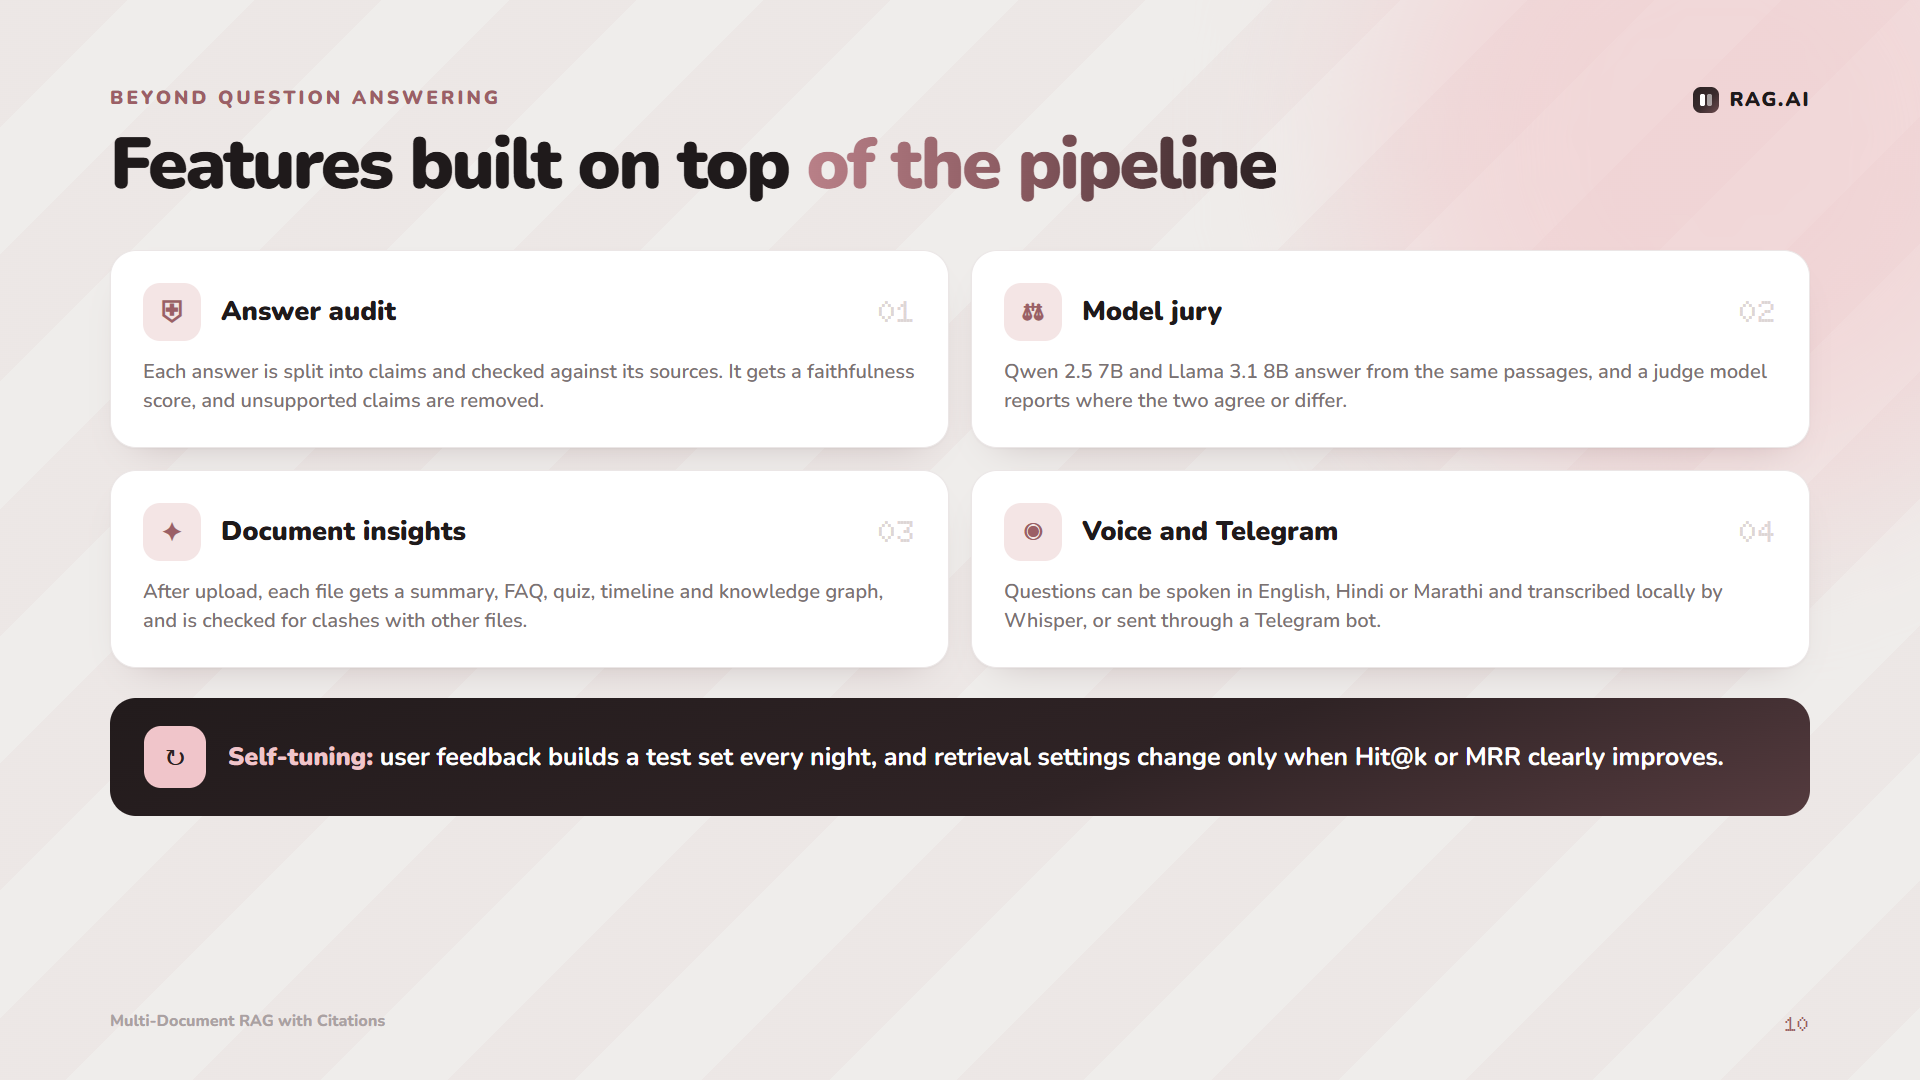 BEYOND QUESTION ANSWERING
RAG.AI
Features built on top of the pipeline
Answer audit
01
Each answer is split into claims and checked against its sources. It gets a faithfulness
score, and unsupported claims are removed.
Model jury
02
Qwen 2.5 7B and Llama 3.1 8B answer from the same passages, and a judge model
reports where the two agree or differ.
Document insights
03
After upload, each file gets a summary, FAQ, quiz, timeline and knowledge graph,
and is checked for clashes with other files.
Voice and Telegram
04
Questions can be spoken in English, Hindi or Marathi and transcribed locally by
Whisper, or sent through a Telegram bot.
Self-tuning: user feedback builds a test set every night, and retrieval settings change only when Hit@k or MRR clearly improves.
Multi-Document RAG with Citations
10